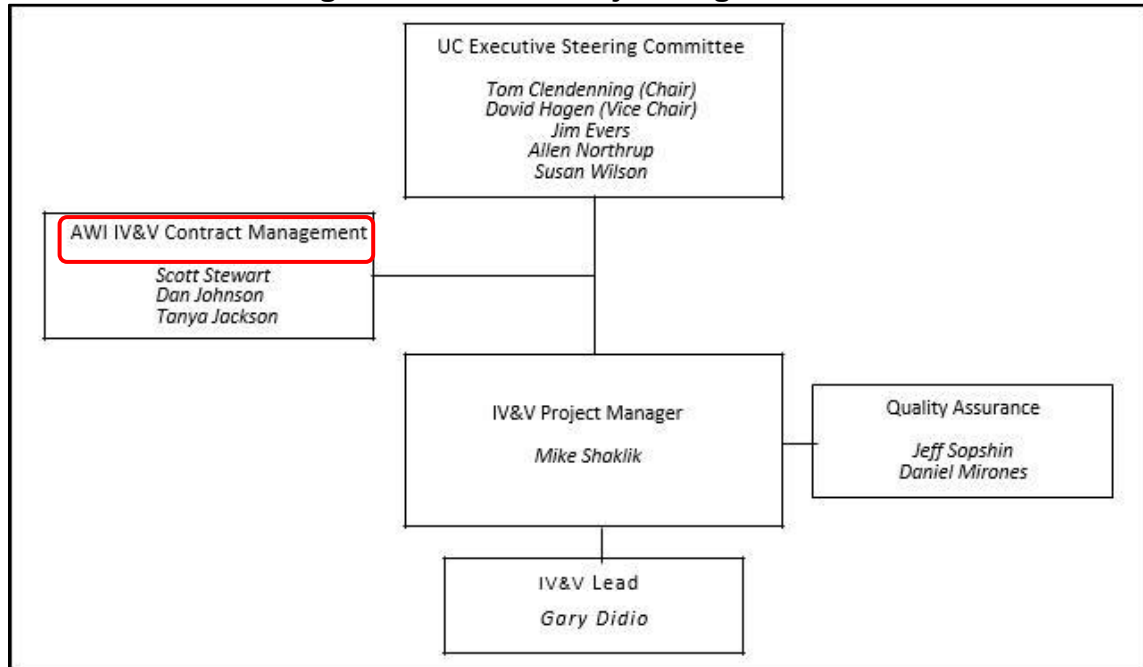 UC Executive Steering Committee
Tom Clendenning (Chair)
David Hagen (Vice Chair)
Jim Evers
Allen Northrup
Susan Wilson
AWI IV&V Contract Management
Scott Stewart
Dan Johnson
Tanya Jackson
IV&V Project Manager
Mike Shaklik
Quality Assurance
Jeff Sopshin
Daniel Mirones
IV&V Lead
Gary Didio